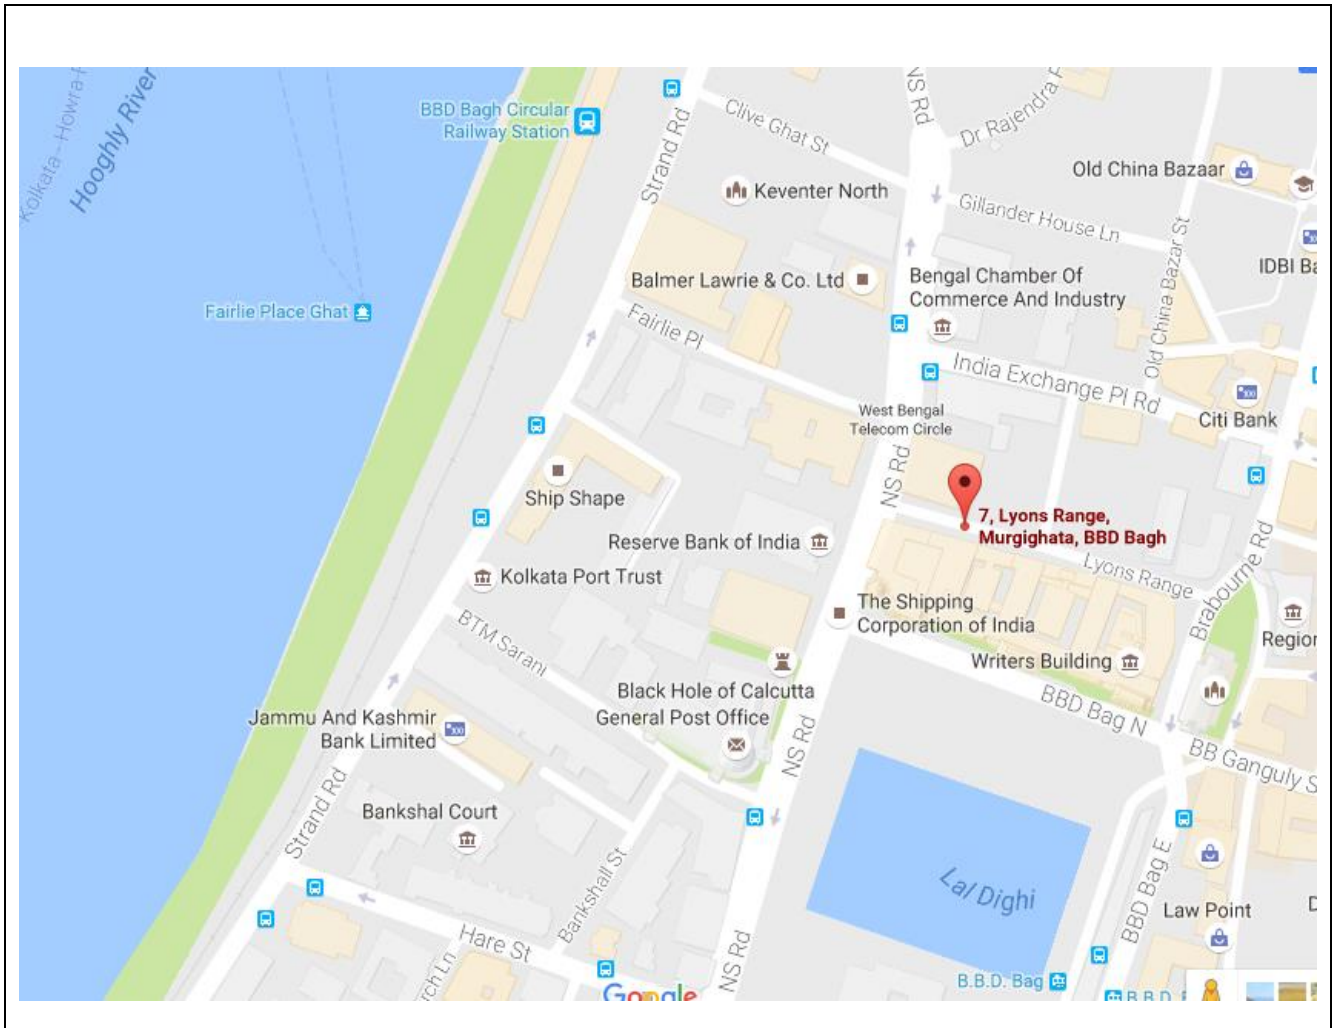 Kolkata - Howra
Hooghly River
BBD Bagh Circular
Railway Station
Strand Rd
Clive Ghat St
NS Rd
Dr Rajendra
Old China Bazaar
Keventer North
Gillander House Ln
IDBI Ba
Balmer Lawrie & Co. Ltd
Bengal Chamber Of
Commerce And Industry
Old China Bazar St
Fairlie Place Ghat
Fairlie Pl
India Exchange Pl Rd
West Bengal
Telecom Circle
Citi Bank
NS Rd
Ship Shape
7, Lyons Range,
Murgighata, BBD Bagh
Reserve Bank of India
Lyons Range
Brabourne Rd
Kolkata Port Trust
The Shipping
Corporation of India
Region
BTM Sarani
Writers Building
Black Hole of Calcutta
General Post Office
BBD Bag N
Jammu And Kashmir
Bank Limited
NS Rd
BB Ganguly S
Bankshal Court
Strand Rd
Bankshall St
Lal Dighi
BBD Bag E
Law Point
Hare St
NS Rd
B.B.D. Bag
Google